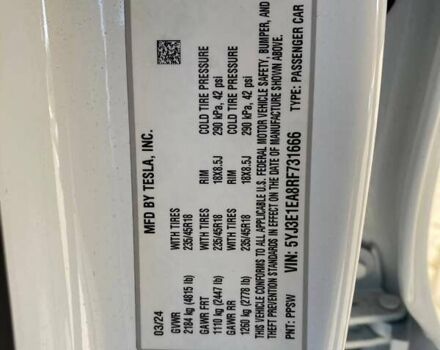 MFD BY TESLA, INC.
03/24
GVWR WITH TIRES RIM COLD TIRE PRESSURE
2184 kg (4815 lb) 235/45R18 18X8.5J 290 kPa, 42 psi
GAWR FRT WITH TIRES RIM COLD TIRE PRESSURE
1110 kg (2447 lb) 235/45R18 18X8.5J 290 kPa, 42 psi
GAWR RR
1260 kg (2778 lb)
THIS VEHICLE CONFORMS TO ALL APPLICABLE U.S. FEDERAL MOTOR VEHICLE SAFETY, BUMPER, AND
THEFT PREVENTION STANDARDS IN EFFECT ON THE DATE OF MANUFACTURE SHOWN ABOVE.
VIN: 5YJ3E1EA8RF731666 TYPE: PASSENGER CAR
PNT: PPSW